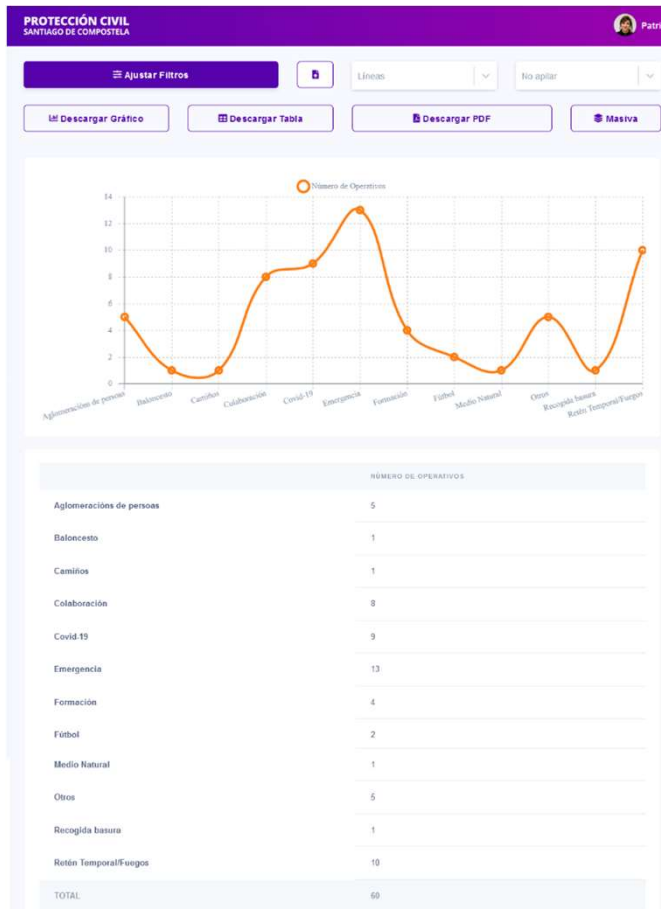 PROTECCIÓN CIVIL
SANTIAGO DE COMPOSTELA
Patri
Ajustar Filtros
Líneas
No apilar
Descargar Gráfico
Descargar Tabla
Descargar PDF
Masiva
Número de Operativos
14
12
10
8
6
4
2
0
Aglomeracións de persoas
Baloncesto
Camiños
Colaboración
Covid-19
Emergencia
Formación
Fútbol
Medio Natural
Otros
Recogida basura
Retén Temporal/Fuegos
NÚMERO DE OPERATIVOS
Aglomeracións de persoas 5
Baloncesto 1
Camiños 1
Colaboración 8
Covid-19 9
Emergencia 13
Formación 4
Fútbol 2
Medio Natural 1
Otros 5
Recogida basura 1
Retén Temporal/Fuegos 10
TOTAL 60